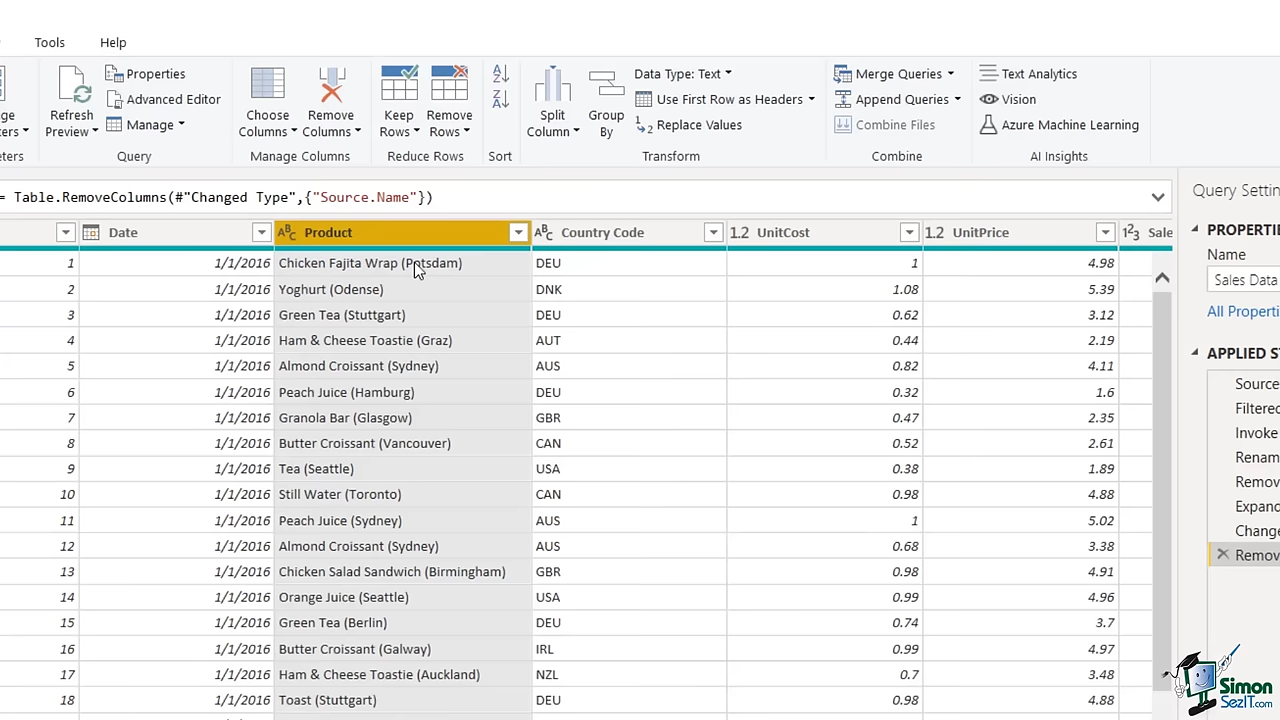 Tools Help
Properties
Advanced Editor
Manage
Refresh Preview
Query
Choose Columns
Remove Columns
Manage Columns
Keep Rows
Remove Rows
Reduce Rows
Sort
Split Column
Group By
Data Type: Text
Use First Row as Headers
Replace Values
Transform
Merge Queries
Append Queries
Combine Files
Combine
Text Analytics
Vision
Azure Machine Learning
AI Insights
= Table.RemoveColumns(#"Changed Type",{"Source.Name"})
Date Product Country Code 1.2 UnitCost 1.2 UnitPrice
1 1/1/2016 Chicken Fajita Wrap (Potsdam) DEU 1 4.98
2 1/1/2016 Yoghurt (Odense) DNK 1.08 5.39
3 1/1/2016 Green Tea (Stuttgart) DEU 0.62 3.12
4 1/1/2016 Ham & Cheese Toastie (Graz) AUT 0.44 2.19
5 1/1/2016 Almond Croissant (Sydney) AUS 0.82 4.11
6 1/1/2016 Peach Juice (Hamburg) DEU 0.32 1.6
7 1/1/2016 Granola Bar (Glasgow) GBR 0.47 2.35
8 1/1/2016 Butter Croissant (Vancouver) CAN 0.52 2.61
9 1/1/2016 Tea (Seattle) USA 0.38 1.89
10 1/1/2016 Still Water (Toronto) CAN 0.98 4.88
11 1/1/2016 Peach Juice (Sydney) AUS 1 5.02
12 1/1/2016 Almond Croissant (Sydney) AUS 0.68 3.38
13 1/1/2016 Chicken Salad Sandwich (Birmingham) GBR 0.98 4.91
14 1/1/2016 Orange Juice (Seattle) USA 0.99 4.96
15 1/1/2016 Green Tea (Berlin) DEU 0.74 3.7
16 1/1/2016 Butter Croissant (Galway) IRL 0.99 4.97
17 1/1/2016 Ham & Cheese Toastie (Auckland) NZL 0.7 3.48
18 1/1/2016 Toast (Stuttgart) DEU 0.98 4.88
Query Settin
PROPERTI
Name
Sales Data
All Properti
APPLIED S
Source
Filtered
Invoke
Renam
Remov
Expan
Change
Remov
Simon
SezIT.com